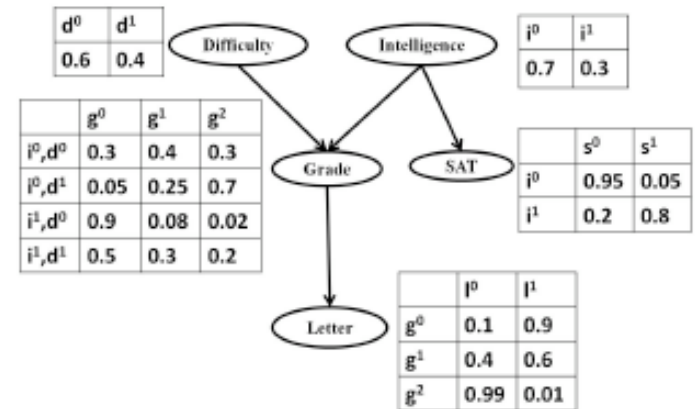 d⁰ d¹
0.6 0.4
Difficulty
Intelligence
i⁰ i¹
0.7 0.3
g⁰ g¹ g²
i⁰,d⁰ 0.3 0.4 0.3
i⁰,d¹ 0.05 0.25 0.7
i¹,d⁰ 0.9 0.08 0.02
i¹,d¹ 0.5 0.3 0.2
Grade
SAT
s⁰ s¹
i⁰ 0.95 0.05
i¹ 0.2 0.8
Letter
l⁰ l¹
g⁰ 0.1 0.9
g¹ 0.4 0.6
g² 0.99 0.01